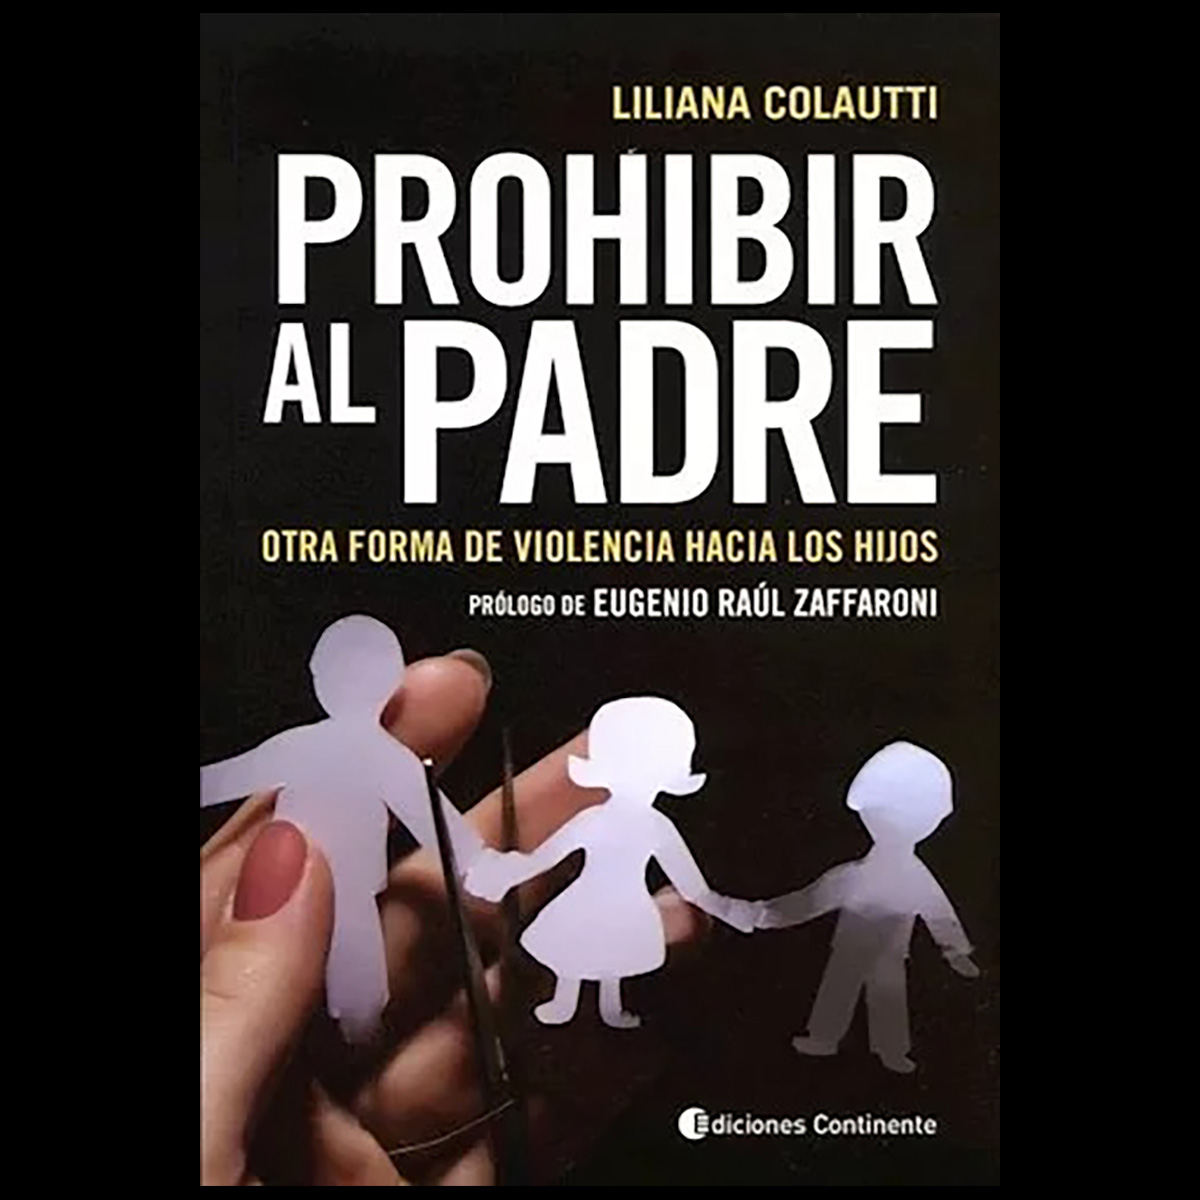 LILIANA COLAUTTI
PROHIBIR
AL PADRE
OTRA FORMA DE VIOLENCIA HACIA LOS HIJOS
PRÓLOGO DE EUGENIO RAÚL ZAFFARONI
Ediciones Continente